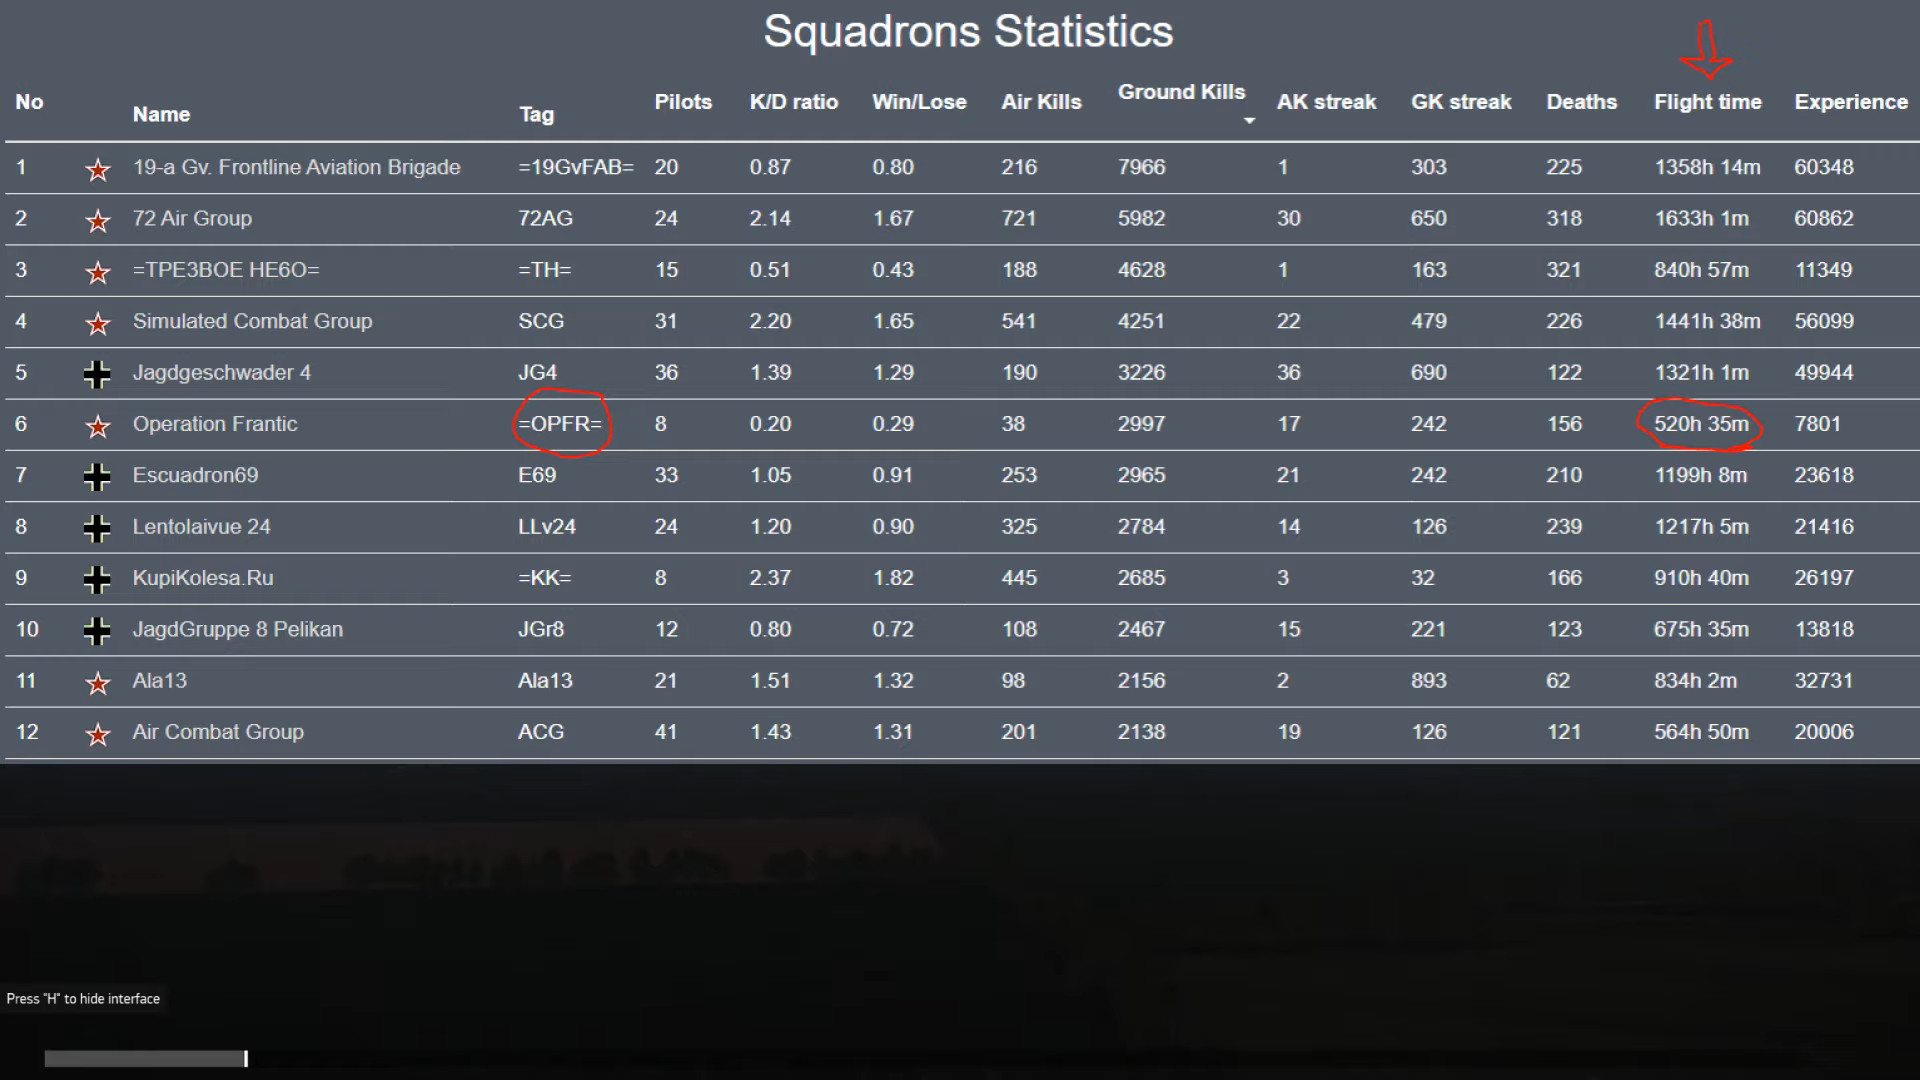 Squadrons Statistics
No Name Tag Pilots K/D ratio Win/Lose Air Kills Ground Kills AK streak GK streak Deaths Flight time Experience
1 19-a Gv. Frontline Aviation Brigade =19GvFAB= 20 0.87 0.80 216 7966 1 303 225 1358h 14m 60348
2 72 Air Group 72AG 24 2.14 1.67 721 5982 30 650 318 1633h 1m 60862
3 =TPE3BOE HE6O= =TH= 15 0.51 0.43 188 4628 1 163 321 840h 57m 11349
4 Simulated Combat Group SCG 31 2.20 1.65 541 4251 22 479 226 1441h 38m 56099
5 Jagdgeschwader 4 JG4 36 1.39 1.29 190 3226 36 690 122 1321h 1m 49944
6 Operation Frantic =OPFR= 8 0.20 0.29 38 2997 17 242 156 520h 35m 7801
7 Escuadron69 E69 33 1.05 0.91 253 2965 21 242 210 1199h 8m 23618
8 Lentolaivue 24 LLv24 24 1.20 0.90 325 2784 14 126 239 1217h 5m 21416
9 KupiKolesa.Ru =KK= 8 2.37 1.82 445 2685 3 32 166 910h 40m 26197
10 JagdGruppe 8 Pelikan JGr8 12 0.80 0.72 108 2467 15 221 123 675h 35m 13818
11 Ala13 Ala13 21 1.51 1.32 98 2156 2 893 62 834h 2m 32731
12 Air Combat Group ACG 41 1.43 1.31 201 2138 19 126 121 564h 50m 20006
Press "H" to hide interface